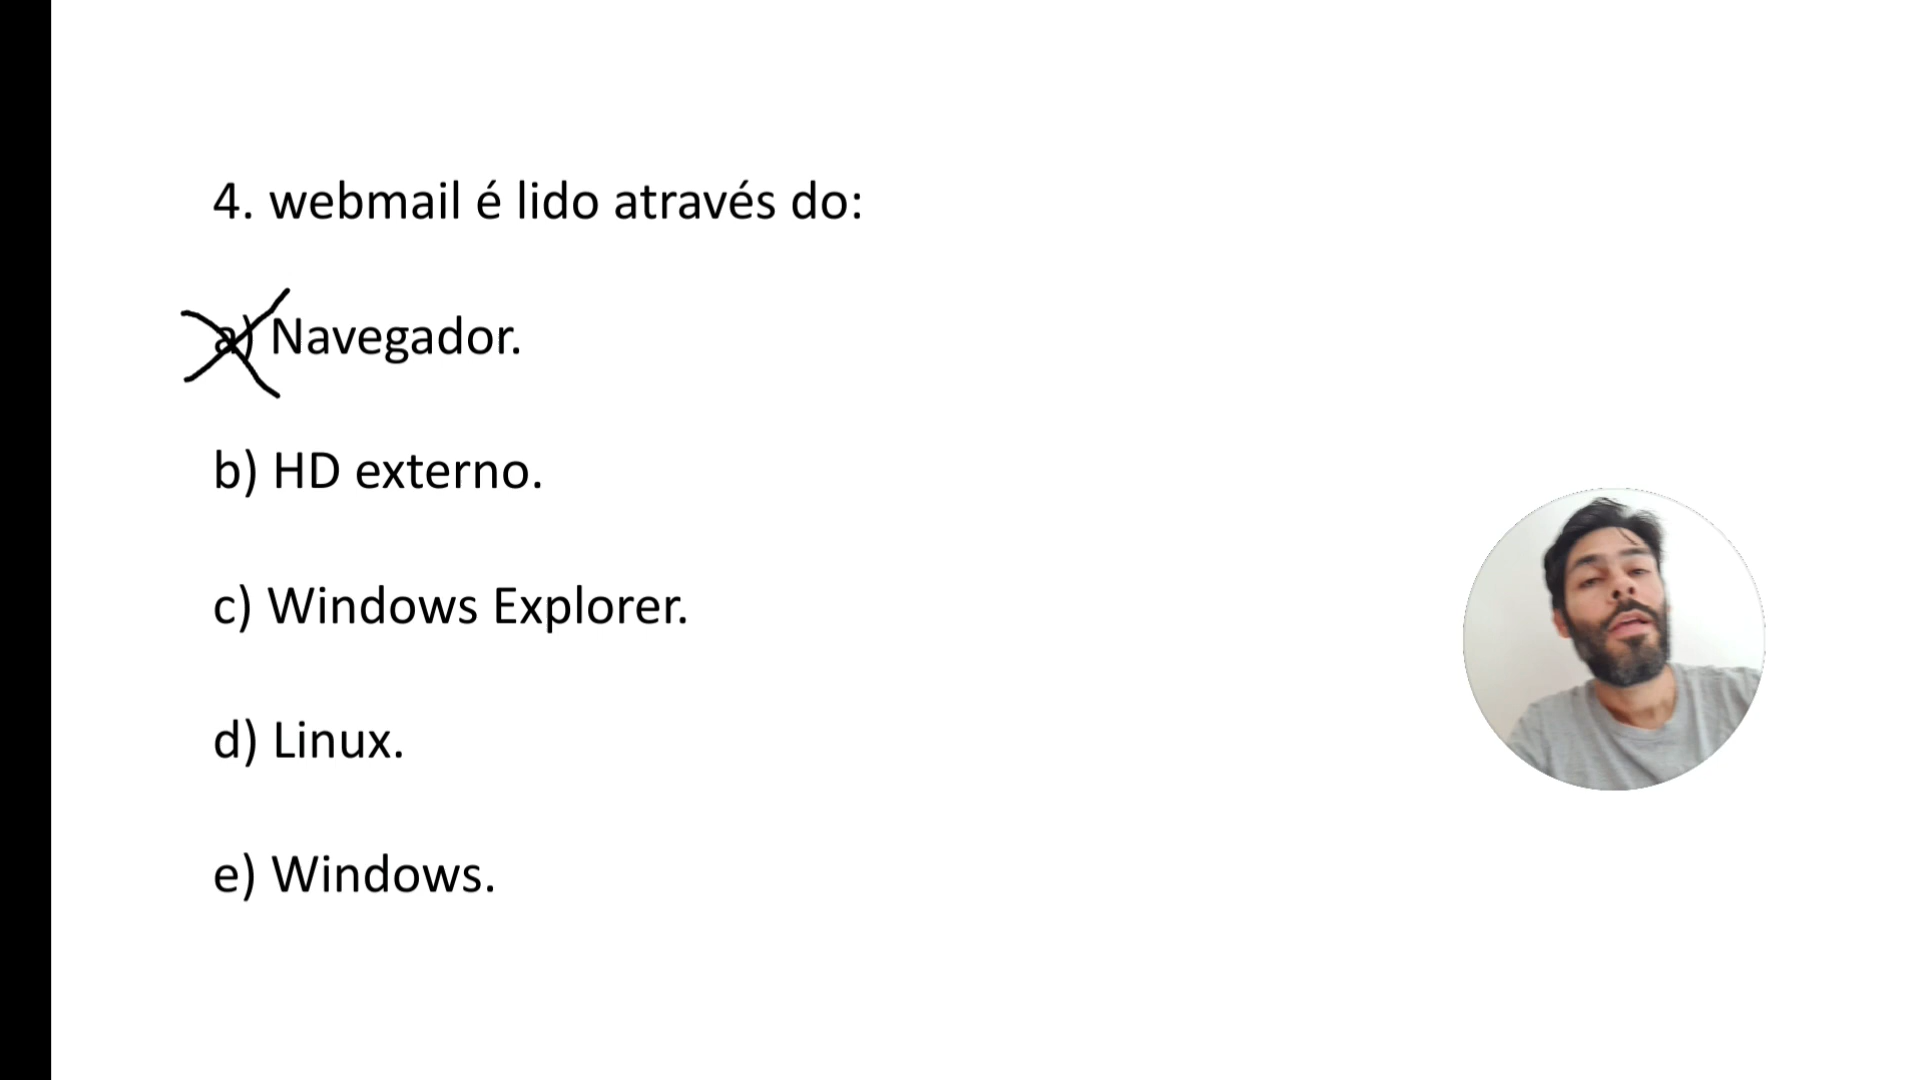 4. webmail é lido através do:
a) Navegador.
b) HD externo.
c) Windows Explorer.
d) Linux.
e) Windows.